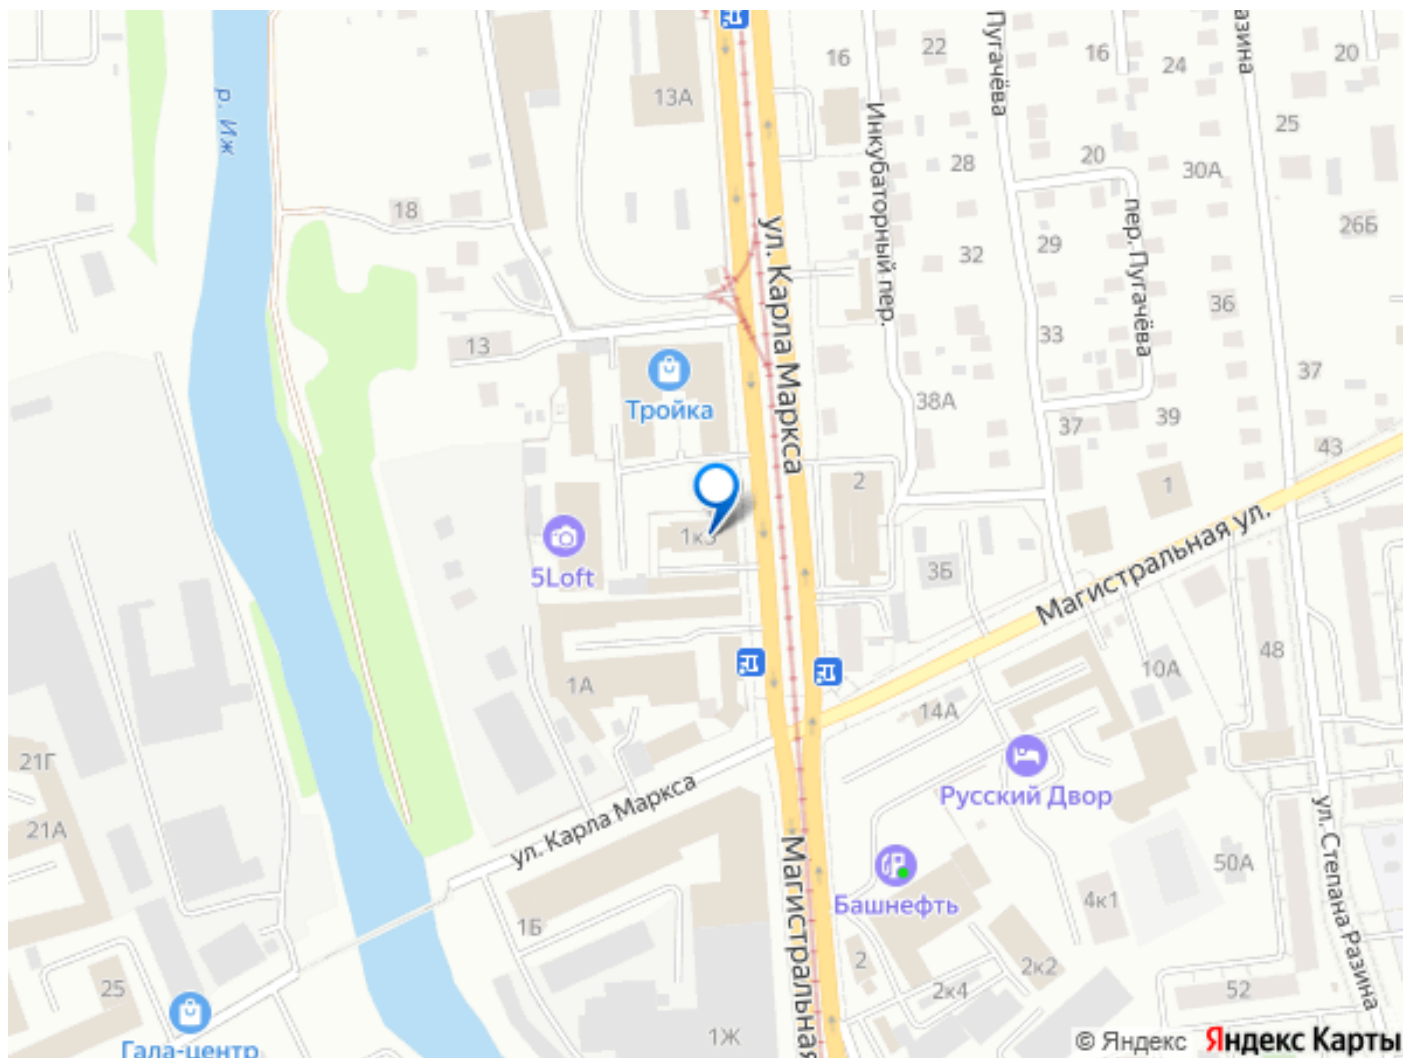 Пугачёва
Разина
22
16
16
20
24
13А
р. Иж
Инкубаторный пер.
25
20
28
30А
18
ул. Карла Маркса
пер. Пугачёва
26Б
29
32
36
33
13
37
Тройка
38А
39
37
43
2
1
1к3
Магистральная ул.
5Loft
3Б
48
10А
1А
14А
21Г
Русский Двор
ул. Карла Маркса
ул. Степана Разина
21А
Магистральная
50А
Башнефть
4к1
1Б
2
2к2
25
2к4
52
1Ж
Гала-центр
© Яндекс Яндекс Карты